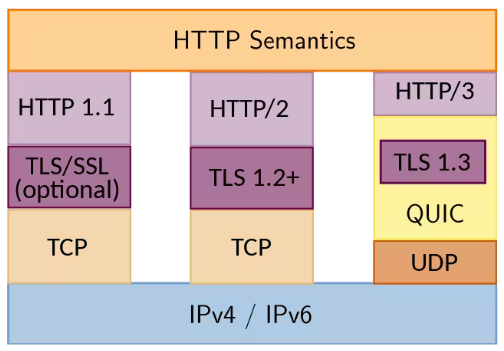 HTTP Semantics
HTTP 1.1
TLS/SSL
(optional)
TCP
HTTP/2
TLS 1.2+
TCP
HTTP/3
TLS 1.3
QUIC
UDP
IPv4 / IPv6